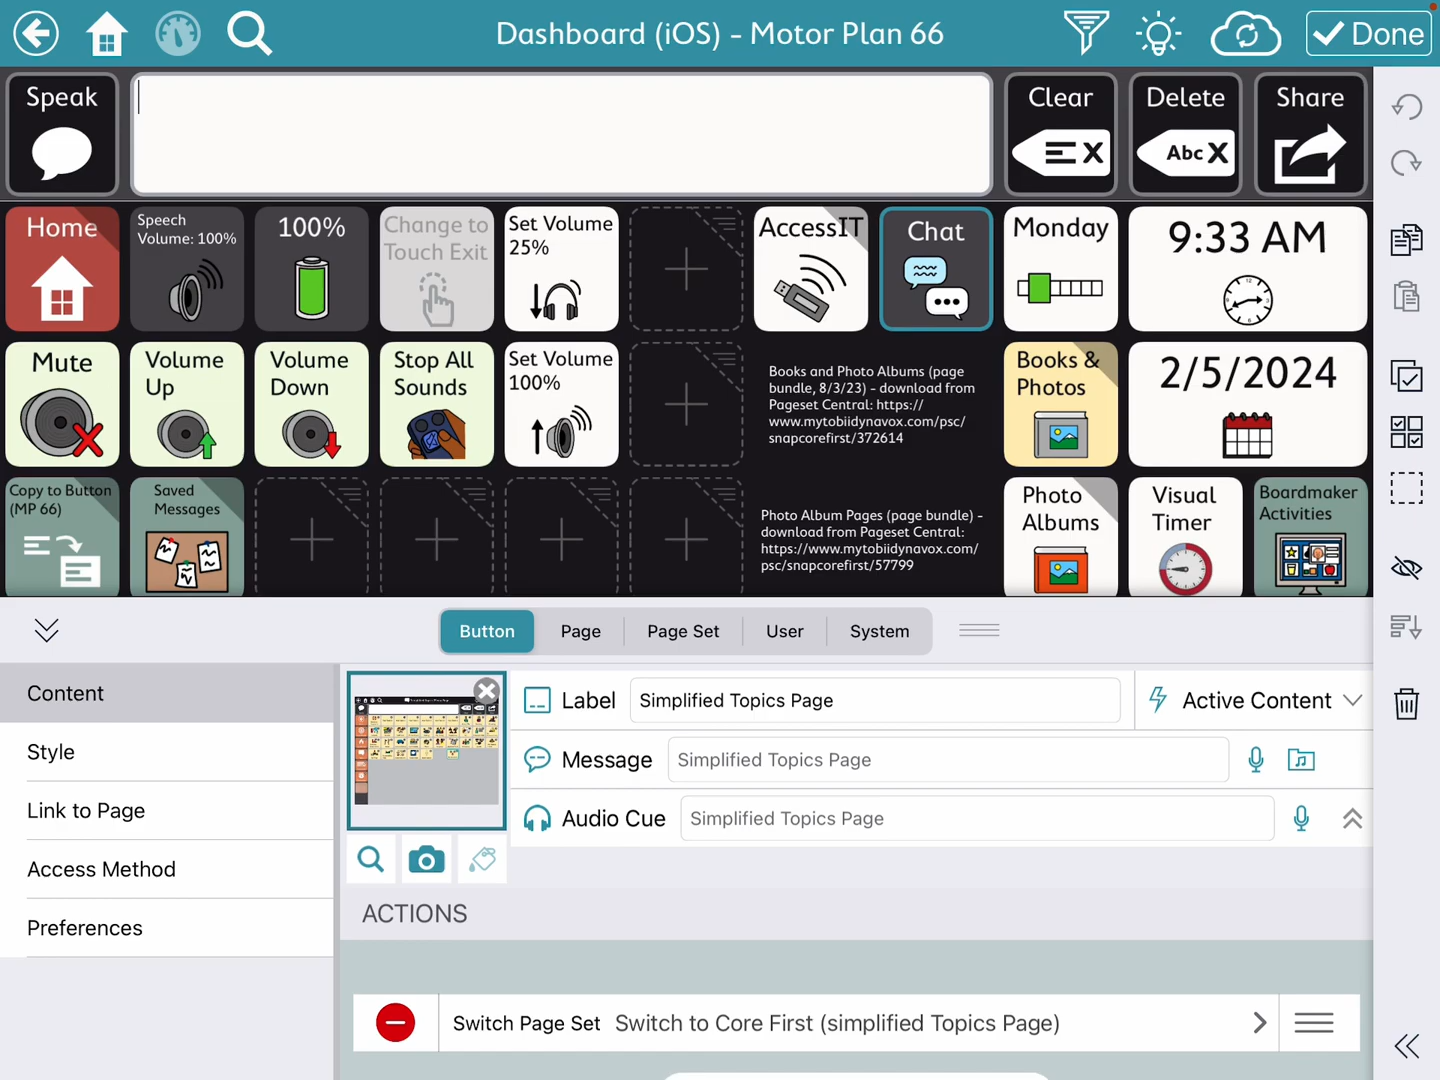 Dashboard (iOS) - Motor Plan 66
Done
Speak
Clear
Delete
Abc X
Share
Home
Speech
Volume: 100%
100%
Change to
Touch Exit
Set Volume
25%
AccessIT
Chat
Monday
9:33 AM
Mute
Volume
Up
Volume
Down
Stop All
Sounds
Set Volume
100%
Books and Photo Albums (page
bundle, 8/3/23) - download from
Pageset Central: https://
www.mytobiidynavox.com/psc/
snapcorefirst/372614
Books &
Photos
2/5/2024
Copy to Button
(MP 66)
Saved
Messages
Photo Album Pages (page bundle) -
download from Pageset Central:
https://www.mytobiidynavox.com/
psc/snapcorefirst/57799
Photo
Albums
Visual
Timer
Boardmaker
Activities
Button
Page
Page Set
User
System
Content
Style
Link to Page
Access Method
Preferences
Label
Simplified Topics Page
Active Content
Message
Simplified Topics Page
Audio Cue
Simplified Topics Page
ACTIONS
Switch Page Set
Switch to Core First (simplified Topics Page)